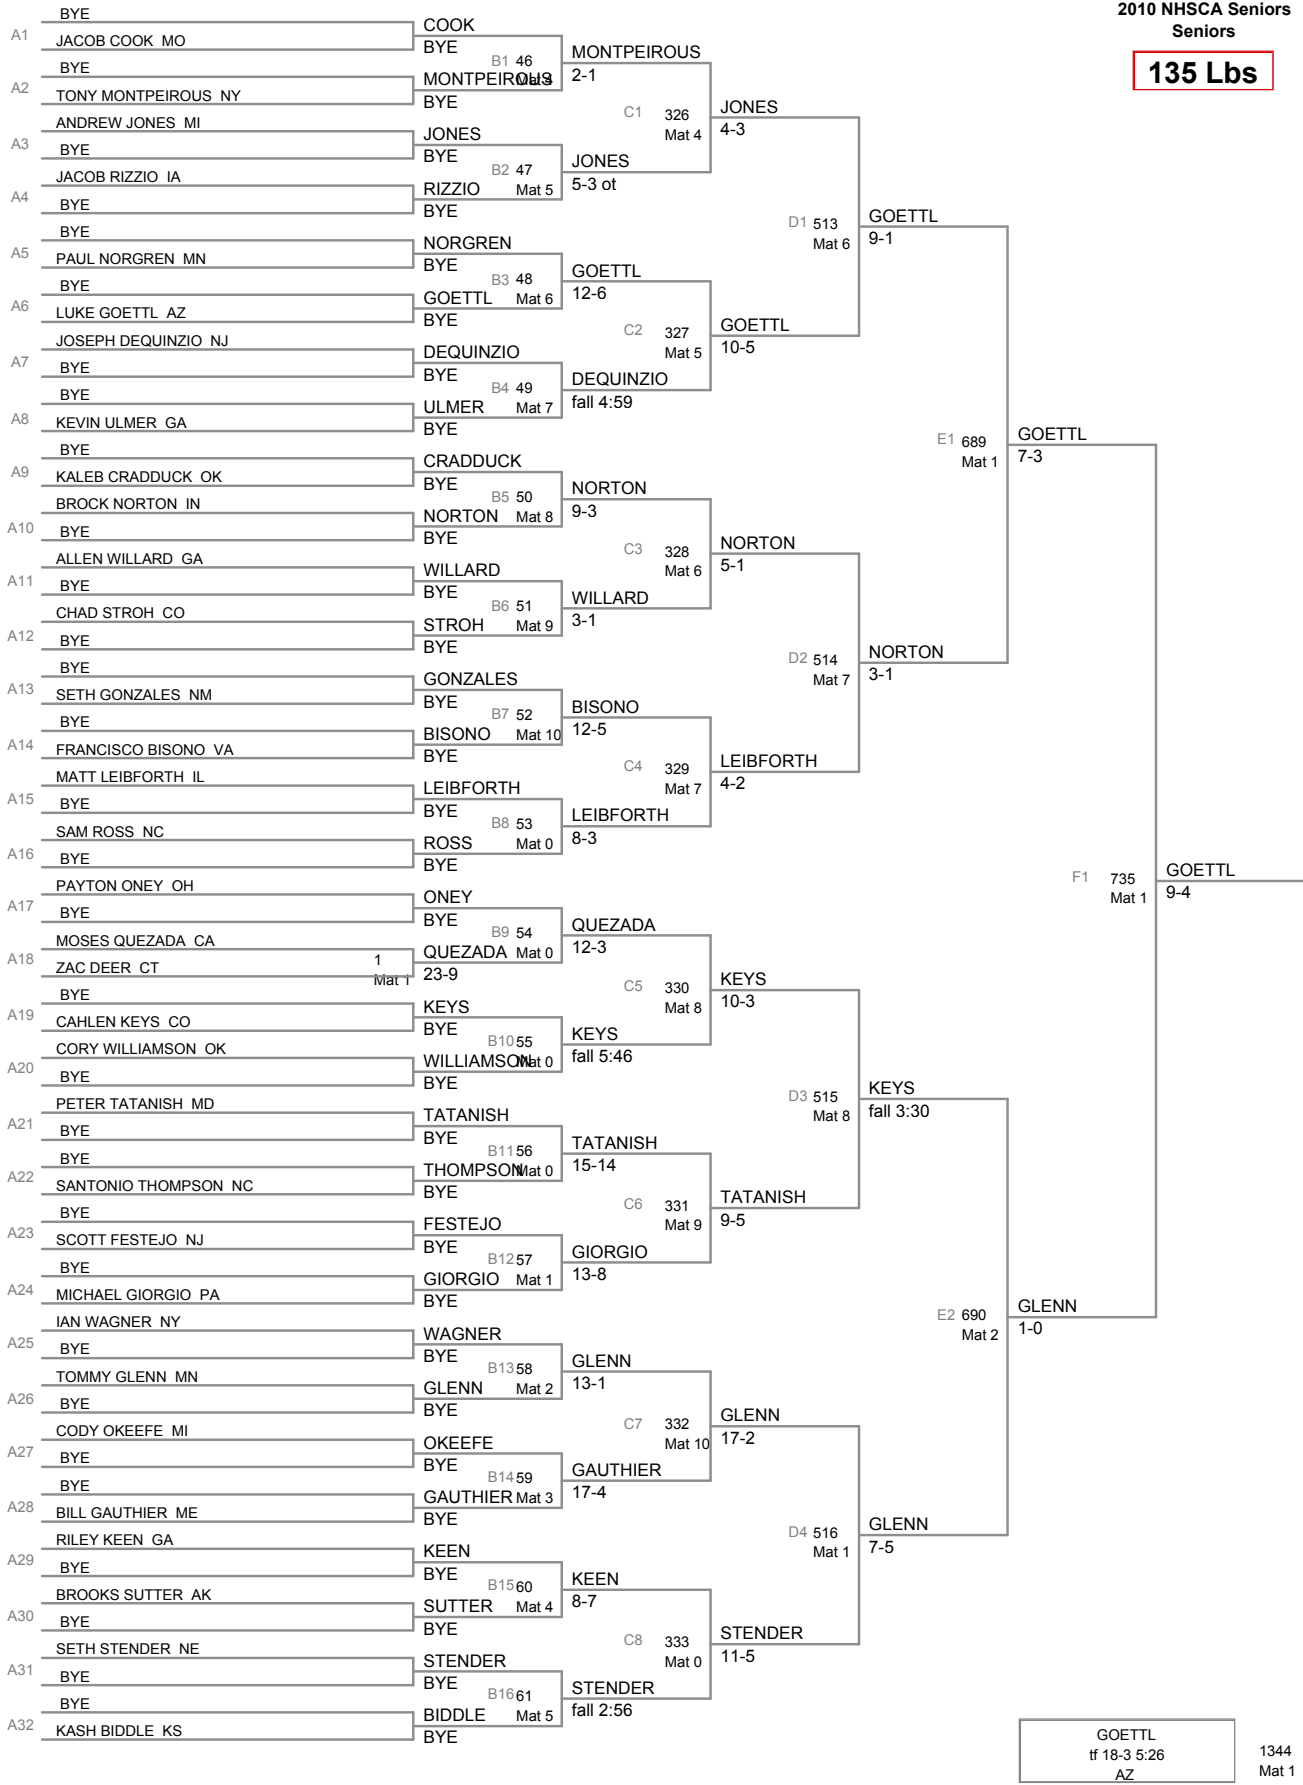 2010 NHSCA Seniors
Seniors
135 Lbs
A1
BYE
JACOB COOK MO
A2
BYE
TONY MONTPEIROUS NY
A3
ANDREW JONES MI
BYE
A4
JACOB RIZZIO IA
BYE
A5
BYE
PAUL NORGREN MN
A6
BYE
LUKE GOETTL AZ
A7
JOSEPH DEQUINZIO NJ
BYE
A8
BYE
KEVIN ULMER GA
A9
BYE
KALEB CRADDUCK OK
A10
BROCK NORTON IN
BYE
A11
ALLEN WILLARD GA
BYE
A12
CHAD STROH CO
BYE
A13
BYE
SETH GONZALES NM
A14
BYE
FRANCISCO BISONO VA
A15
MATT LEIBFORTH IL
BYE
A16
SAM ROSS NC
BYE
A17
PAYTON ONEY OH
BYE
A18
MOSES QUEZADA CA
ZAC DEER CT
1
Mat 1
A19
BYE
CAHLEN KEYS CO
A20
CORY WILLIAMSON OK
BYE
A21
PETER TATANISH MD
BYE
A22
BYE
SANTONIO THOMPSON NC
A23
BYE
SCOTT FESTEJO NJ
A24
BYE
MICHAEL GIORGIO PA
A25
IAN WAGNER NY
BYE
A26
TOMMY GLENN MN
BYE
A27
CODY OKEEFE MI
BYE
A28
BYE
BILL GAUTHIER ME
A29
RILEY KEEN GA
BYE
A30
BROOKS SUTTER AK
BYE
A31
SETH STENDER NE
BYE
A32
BYE
KASH BIDDLE KS
COOK
BYE
B1 46
Mat 4
MONTPEIROUS
BYE
JONES
BYE
B2 47
Mat 5
RIZZIO
BYE
NORGREN
BYE
B3 48
Mat 6
GOETTL
BYE
DEQUINZIO
BYE
B4 49
Mat 7
ULMER
BYE
CRADDUCK
BYE
B5 50
Mat 8
NORTON
BYE
WILLARD
BYE
B6 51
Mat 9
STROH
BYE
GONZALES
BYE
B7 52
Mat 10
BISONO
BYE
LEIBFORTH
BYE
B8 53
Mat 0
ROSS
BYE
ONEY
BYE
B9 54
Mat 0
QUEZADA
23-9
KEYS
BYE
B10 55
Mat 0
WILLIAMSON
BYE
TATANISH
BYE
B11 56
Mat 0
THOMPSON
BYE
FESTEJO
BYE
B12 57
Mat 1
GIORGIO
BYE
WAGNER
BYE
B13 58
Mat 2
GLENN
BYE
OKEEFE
BYE
B14 59
Mat 3
GAUTHIER
BYE
KEEN
BYE
B15 60
Mat 4
SUTTER
BYE
STENDER
BYE
B16 61
Mat 5
BIDDLE
BYE
MONTPEIROUS
2-1
C1 326
Mat 4
JONES
5-3 ot
GOETTL
12-6
C2 327
Mat 5
DEQUINZIO
fall 4:59
NORTON
9-3
C3 328
Mat 6
WILLARD
3-1
BISONO
12-5
C4 329
Mat 7
LEIBFORTH
8-3
QUEZADA
12-3
C5 330
Mat 8
KEYS
fall 5:46
TATANISH
15-14
C6 331
Mat 9
GIORGIO
13-8
GLENN
13-1
C7 332
Mat 10
GAUTHIER
17-4
KEEN
8-7
C8 333
Mat 0
STENDER
fall 2:56
JONES
4-3
D1 513
Mat 6
GOETTL
10-5
NORTON
5-1
D2 514
Mat 7
LEIBFORTH
4-2
KEYS
10-3
D3 515
Mat 8
TATANISH
9-5
GLENN
17-2
D4 516
Mat 1
STENDER
11-5
GOETTL
9-1
E1 689
Mat 1
NORTON
3-1
KEYS
fall 3:30
E2 690
Mat 2
GLENN
7-5
GOETTL
7-3
F1 735
Mat 1
GLENN
1-0
GOETTL
9-4
GOETTL
tf 18-3 5:26
AZ
1344
Mat 1